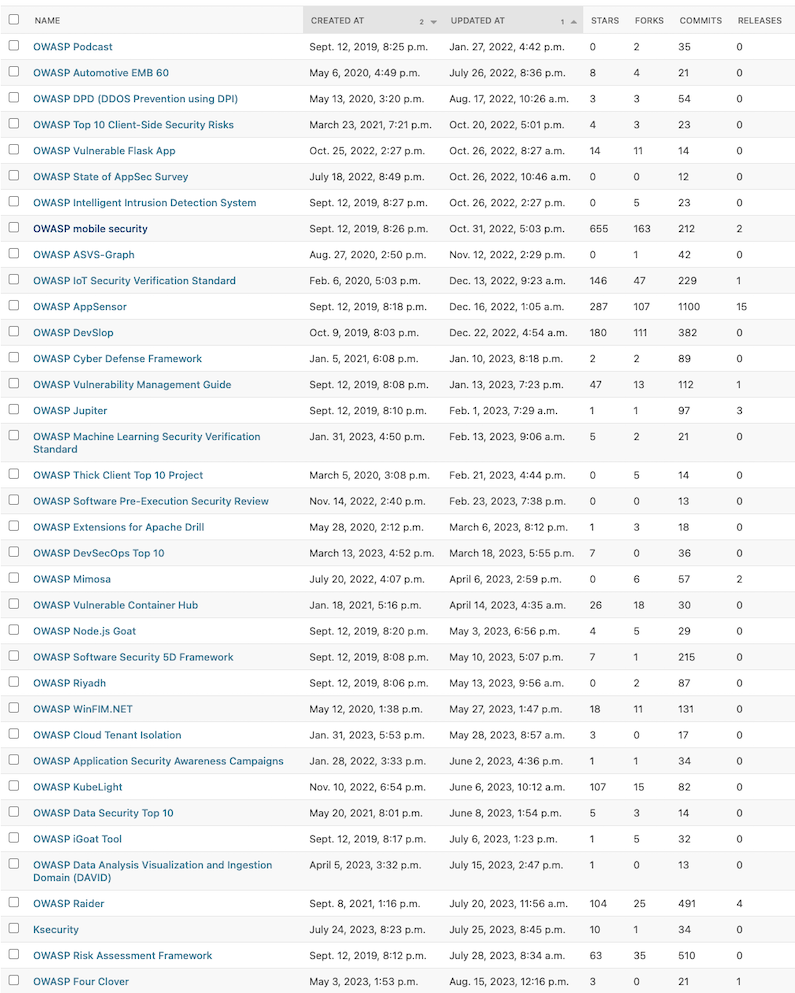 NAME CREATED AT 2 UPDATED AT 1 STARS FORKS COMMITS RELEASES
OWASP Podcast Sept. 12, 2019, 8:25 p.m. Jan. 27, 2022, 4:42 p.m. 0 2 35 0
OWASP Automotive EMB 60 May 6, 2020, 4:49 p.m. July 26, 2022, 8:36 p.m. 8 4 21 0
OWASP DPD (DDOS Prevention using DPI) May 13, 2020, 3:20 p.m. Aug. 17, 2022, 10:26 a.m. 3 3 54 0
OWASP Top 10 Client-Side Security Risks March 23, 2021, 7:21 p.m. Oct. 20, 2022, 5:01 p.m. 4 3 23 0
OWASP Vulnerable Flask App Oct. 25, 2022, 2:27 p.m. Oct. 26, 2022, 8:27 a.m. 14 11 14 0
OWASP State of AppSec Survey July 18, 2022, 8:49 p.m. Oct. 26, 2022, 10:46 a.m. 0 0 12 0
OWASP Intelligent Intrusion Detection System Sept. 12, 2019, 8:27 p.m. Oct. 26, 2022, 2:27 p.m. 0 5 23 0
OWASP mobile security Sept. 12, 2019, 8:26 p.m. Oct. 31, 2022, 5:03 p.m. 655 163 212 2
OWASP ASVS-Graph Aug. 27, 2020, 2:50 p.m. Nov. 12, 2022, 2:29 p.m. 0 1 42 0
OWASP IoT Security Verification Standard Feb. 6, 2020, 5:03 p.m. Dec. 13, 2022, 9:23 a.m. 146 47 229 1
OWASP AppSensor Sept. 12, 2019, 8:18 p.m. Dec. 16, 2022, 1:05 a.m. 287 107 1100 15
OWASP DevSlop Oct. 9, 2019, 8:03 p.m. Dec. 22, 2022, 4:54 a.m. 180 111 382 0
OWASP Cyber Defense Framework Jan. 5, 2021, 6:08 p.m. Jan. 10, 2023, 8:18 p.m. 2 2 89 0
OWASP Vulnerability Management Guide Sept. 12, 2019, 8:08 p.m. Jan. 13, 2023, 7:23 p.m. 47 13 112 1
OWASP Jupiter Sept. 12, 2019, 8:10 p.m. Feb. 1, 2023, 7:29 a.m. 1 1 97 3
OWASP Machine Learning Security Verification Jan. 31, 2023, 4:50 p.m. Feb. 13, 2023, 9:06 a.m. 5 2 21 0
Standard
OWASP Thick Client Top 10 Project March 5, 2020, 3:08 p.m. Feb. 21, 2023, 4:44 p.m. 0 5 14 0
OWASP Software Pre-Execution Security Review Nov. 14, 2022, 2:40 p.m. Feb. 23, 2023, 7:38 p.m. 0 0 13 0
OWASP Extensions for Apache Drill May 28, 2020, 2:12 p.m. March 6, 2023, 8:12 p.m. 1 3 18 0
OWASP DevSecOps Top 10 March 13, 2023, 4:52 p.m. March 18, 2023, 5:55 p.m. 7 0 36 0
OWASP Mimosa July 20, 2022, 4:07 p.m. April 6, 2023, 2:59 p.m. 0 6 57 2
OWASP Vulnerable Container Hub Jan. 18, 2021, 5:16 p.m. April 14, 2023, 4:35 a.m. 26 18 30 0
OWASP Node.js Goat Sept. 12, 2019, 8:20 p.m. May 3, 2023, 6:56 p.m. 4 5 29 0
OWASP Software Security 5D Framework Sept. 12, 2019, 8:08 p.m. May 10, 2023, 5:07 p.m. 7 1 215 0
OWASP Riyadh Sept. 12, 2019, 8:06 p.m. May 13, 2023, 9:56 a.m. 0 2 87 0
OWASP WinFIM.NET May 12, 2020, 1:38 p.m. May 27, 2023, 1:47 p.m. 18 11 131 0
OWASP Cloud Tenant Isolation Jan. 31, 2023, 5:53 p.m. May 28, 2023, 8:57 a.m. 3 0 17 0
OWASP Application Security Awareness Campaigns Jan. 28, 2022, 3:33 p.m. June 2, 2023, 4:36 p.m. 1 1 34 0
OWASP KubeLight Nov. 10, 2022, 6:54 p.m. June 6, 2023, 10:12 a.m. 107 15 82 0
OWASP Data Security Top 10 May 20, 2021, 8:01 p.m. June 8, 2023, 1:54 p.m. 5 3 14 0
OWASP iGoat Tool Sept. 12, 2019, 8:17 p.m. July 6, 2023, 1:23 p.m. 1 5 32 0
OWASP Data Analysis Visualization and Ingestion April 5, 2023, 3:32 p.m. July 15, 2023, 2:47 p.m. 1 0 13 0
Domain (DAVID)
OWASP Raider Sept. 8, 2021, 1:16 p.m. July 20, 2023, 11:56 a.m. 104 25 491 4
Ksecurity July 24, 2023, 8:23 p.m. July 25, 2023, 8:45 p.m. 10 1 34 0
OWASP Risk Assessment Framework Sept. 12, 2019, 8:12 p.m. July 28, 2023, 8:34 a.m. 63 35 510 0
OWASP Four Clover May 3, 2023, 1:53 p.m. Aug. 15, 2023, 12:16 p.m. 3 0 21 1